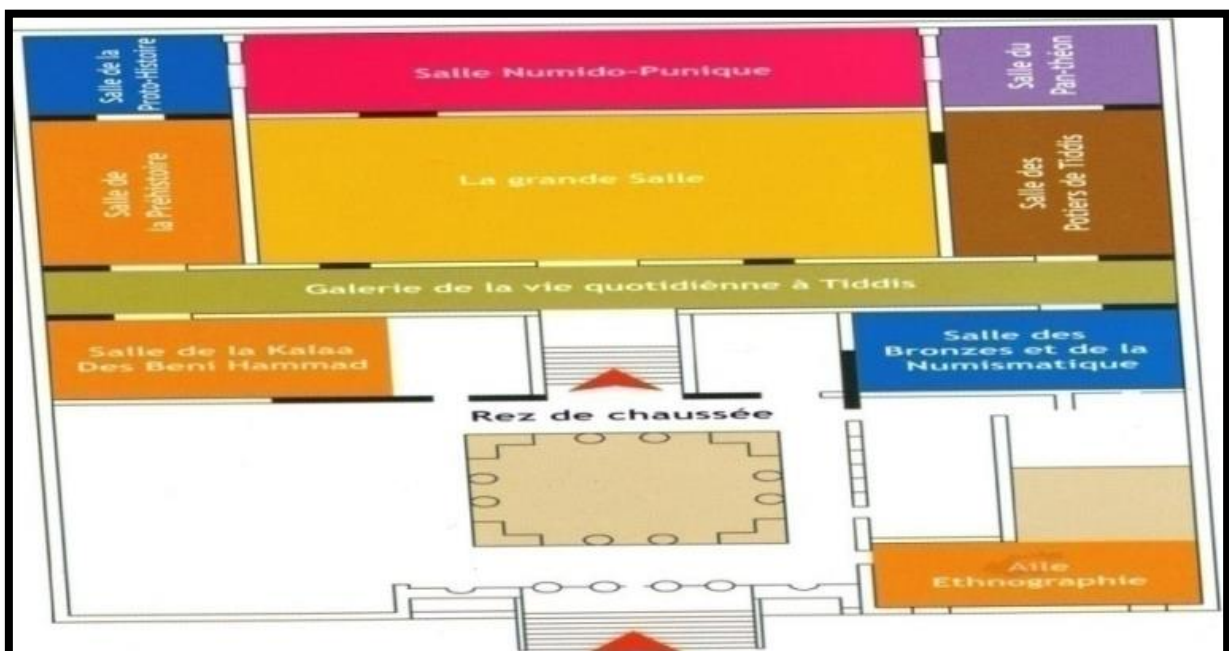 Salle de la
Proto-Histoire
Salle Numido-Punique
Salle du
Pan-théon
Salle de
la Préhistoire
La grande Salle
Salle des
Potiers de Tiddis
Galerie de la vie quotidiènne à Tiddis
Salle de la Kalaa
Des Beni Hammad
Salle des
Bronzes et de la
Numismatique
Rez de chaussée
Aile
Ethnographie